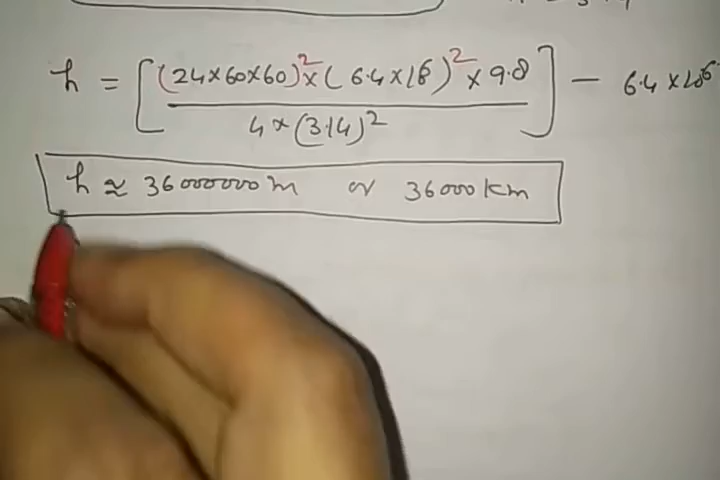 h = [ (24×60×60)² × (6.4×10⁶)² × 9.8 / 4×(3.14)² ] − 6.4×10⁶
h ≈ 36000000m or 36000 km